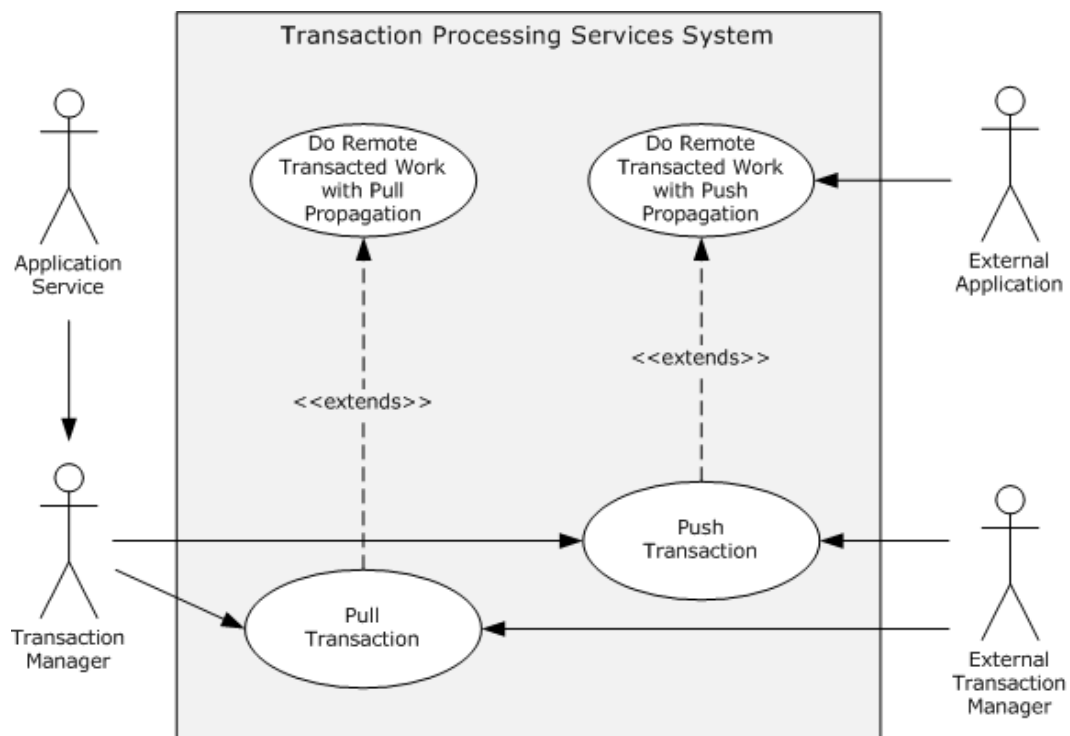 Transaction Processing Services System
Do Remote
Transacted Work
with Pull
Propagation
Do Remote
Transacted Work
with Push
Propagation
Application
Service
External
Application
<<extends>>
<<extends>>
Push
Transaction
Pull
Transaction
Transaction
Manager
External
Transaction
Manager